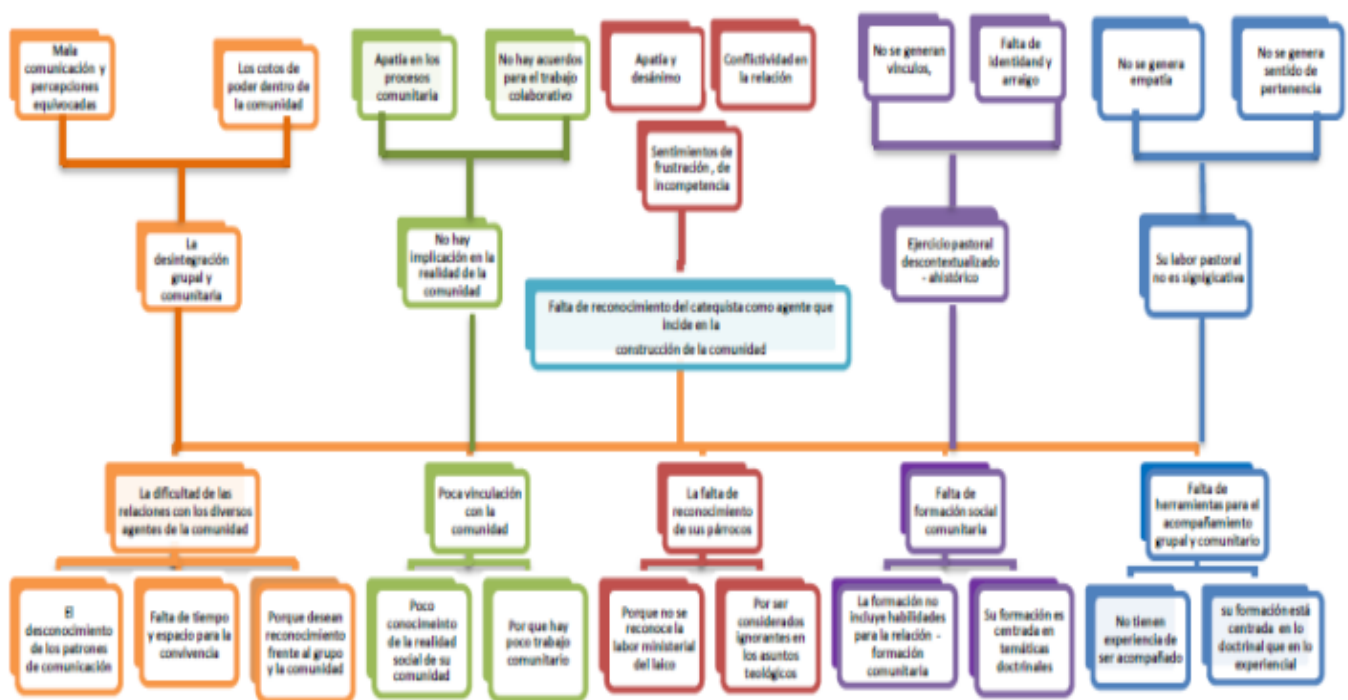 Mala
comunicación y
percepciones
equivocadas
Los cotos de
poder dentro de
la comunidad
Apatía en los
procesos
comunitaria
No hay acuerdos
para el trabajo
colaborativo
Apatía y
desánimo
Conflictividad en
la relación
No se generan
vínculos,
Falta de
identidand y
arraigo
No se genera
empatía
No se genera
sentido de
pertenencia
Sentimientos de
frustración , de
incompetencia
La
desintegración
grupal y
comunitaria
No hay
implicación en la
realidad de la
comunidad
Ejercicio pastoral
descontextualizado
- ahistórico
Su labor pastoral
no es signigicativa
Falta de reconocimiento del catequista como agente que
incide en la
construcción de la comunidad
La dificultad de las
relaciones con los diversos
agentes de la comunidad
Poca vinculación
con la
comunidad
La falta de
reconocimiento
de sus párrocos
Falta de
formación social
comunitaria
Falta de
herramientas para el
acompañamiento
grupal y comunitario
El
desconocimiento
de los patrones
de comunicación
Falta de tiempo
y espacio para la
convivencia
Porque desean
reconocimiento
frente al grupo
y la comunidad
Poco
conocimeinto
de la realidad
social de su
comunidad
Por que hay
poco trabajo
comunitario
Porque no se
reconoce la
labor ministerial
del laico
Por ser
considerados
ignorantes en
los asuntos
teológicos
La formación no
incluye habilidades
para la relación -
formación
comunitaria
Su formación es
centrada en
temáticas
doctrinales
No tienen
experiencia de
ser acompañado
su formación está
centrada en lo
doctrinal que en lo
experiencial